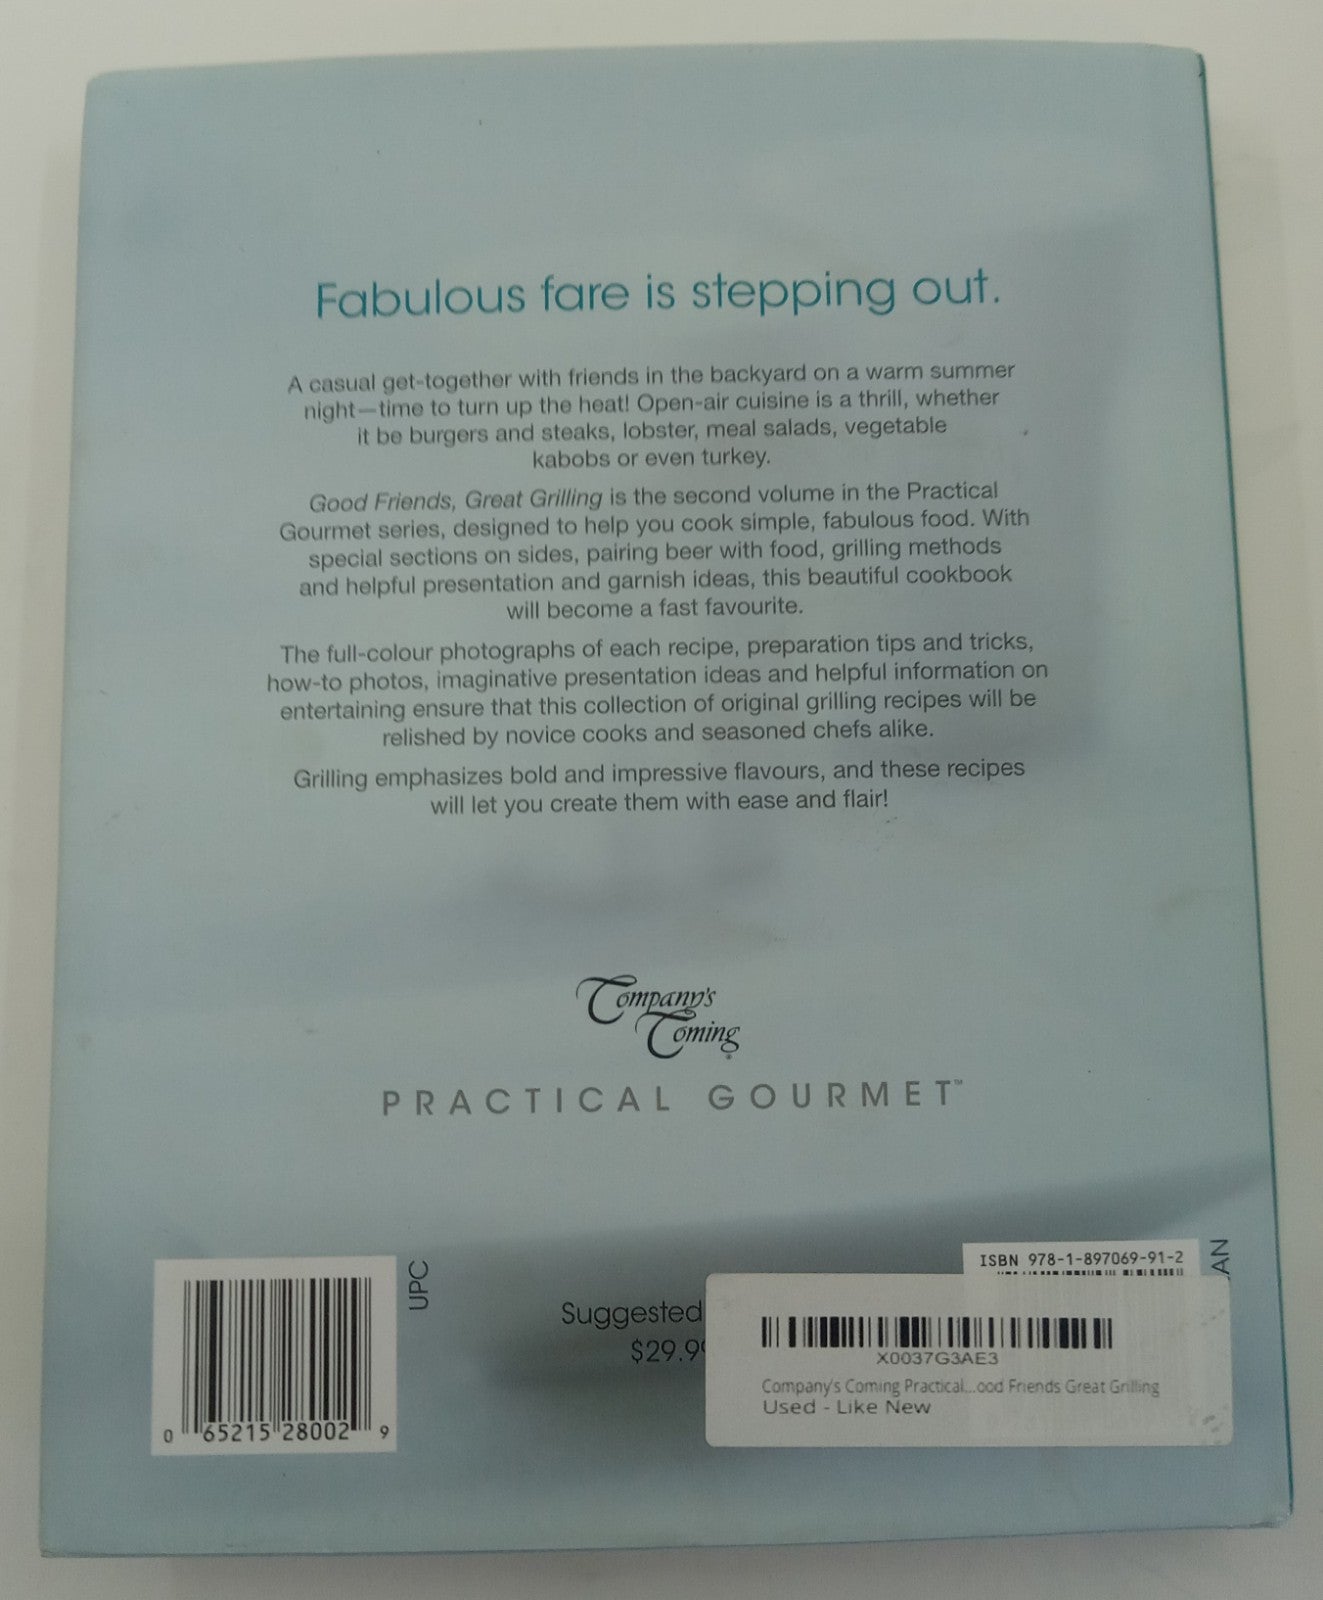 Fabulous fare is stepping out.
A casual get-together with friends in the backyard on a warm summer
night—time to turn up the heat! Open-air cuisine is a thrill, whether
it be burgers and steaks, lobster, meal salads, vegetable
kabobs or even turkey.
Good Friends, Great Grilling is the second volume in the Practical
Gourmet series, designed to help you cook simple, fabulous food. With
special sections on sides, pairing beer with food, grilling methods
and helpful presentation and garnish ideas, this beautiful cookbook
will become a fast favourite.
The full-colour photographs of each recipe, preparation tips and tricks,
how-to photos, imaginative presentation ideas and helpful information on
entertaining ensure that this collection of original grilling recipes will be
relished by novice cooks and seasoned chefs alike.
Grilling emphasizes bold and impressive flavours, and these recipes
will let you create them with ease and flair!
Company's
Coming
PRACTICAL GOURMET™
UPC
0 65215 28002 9
Suggested
$29.9
ISBN 978-1-897069-91-2
AN
X0037G3AE3
Company's Coming Practical...ood Friends Great Grilling
Used - Like New